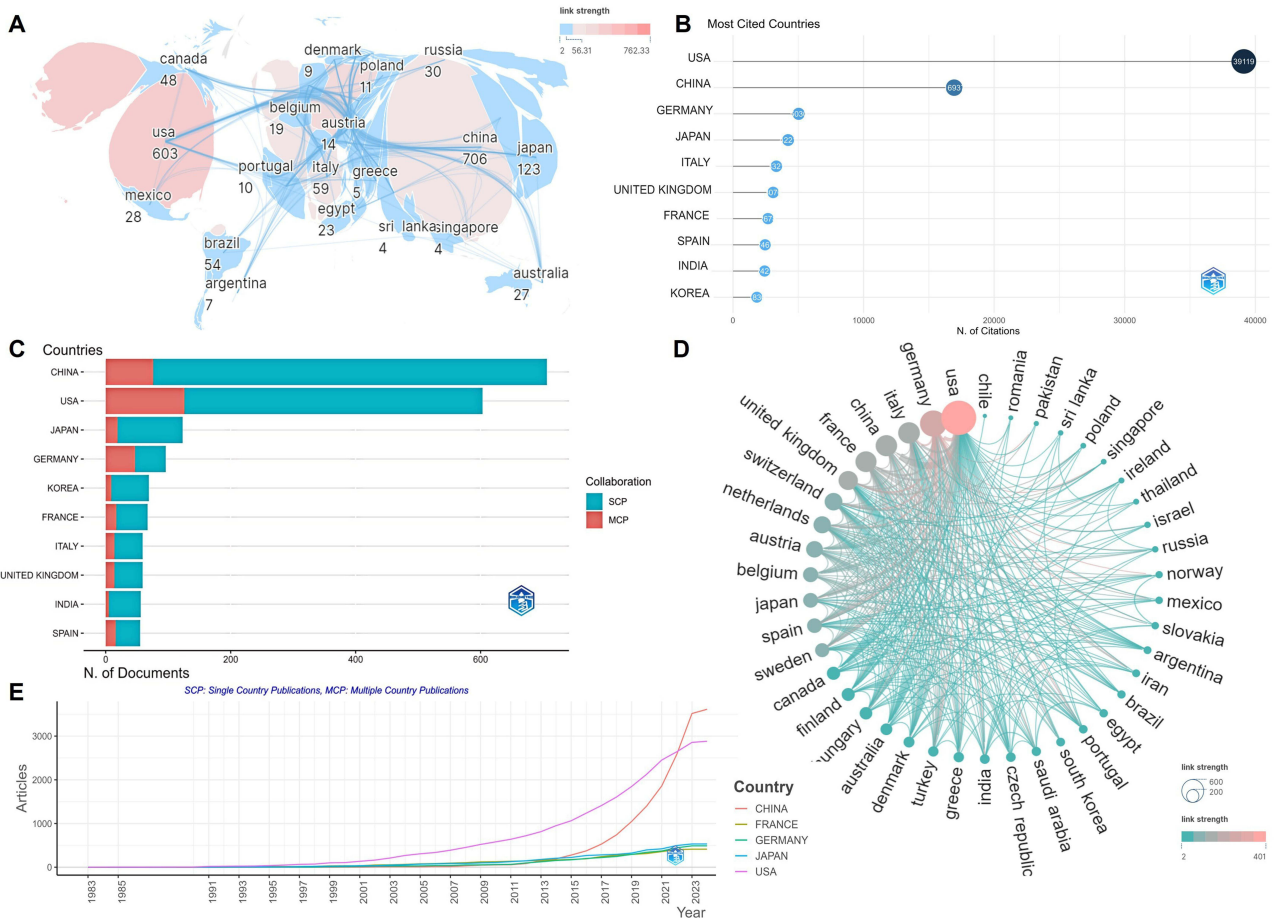 A
link strength
2 56.31 762.33
canada
48
denmark
9
russia
30
poland
11
belgium
19
usa
603
austria
14
china
706
japan
123
portugal
10
italy
59
greece
5
mexico
28
egypt
23
sri lanka
4
singapore
4
brazil
54
argentina
7
australia
27
B
Most Cited Countries
USA
39119
CHINA
693
GERMANY
JAPAN
22
ITALY
32
UNITED KINGDOM
07
FRANCE
67
SPAIN
46
INDIA
42
KOREA
83
0 10000 20000 30000 40000
N. of Citations
C
Countries
CHINA
USA
JAPAN
GERMANY
KOREA
FRANCE
ITALY
UNITED KINGDOM
INDIA
SPAIN
0 200 400 600
N. of Documents
Collaboration
SCP
MCP
SCP: Single Country Publications, MCP: Multiple Country Publications
D
usa
chile
romania
pakistan
sri lanka
poland
singapore
ireland
thailand
israel
russia
norway
mexico
slovakia
argentina
iran
brazil
egypt
portugal
south korea
saudi arabia
czech republic
india
greece
turkey
denmark
australia
hungary
finland
canada
sweden
spain
japan
belgium
austria
netherlands
switzerland
united kingdom
france
china
italy
germany
link strength
600
200
link strength
2 401
E
Articles
3000
2000
1000
0
1983 1985 1991 1993 1995 1997 1999 2001 2003 2005 2007 2009 2011 2013 2015 2017 2019 2021 2023
Year
Country
CHINA
FRANCE
GERMANY
JAPAN
USA